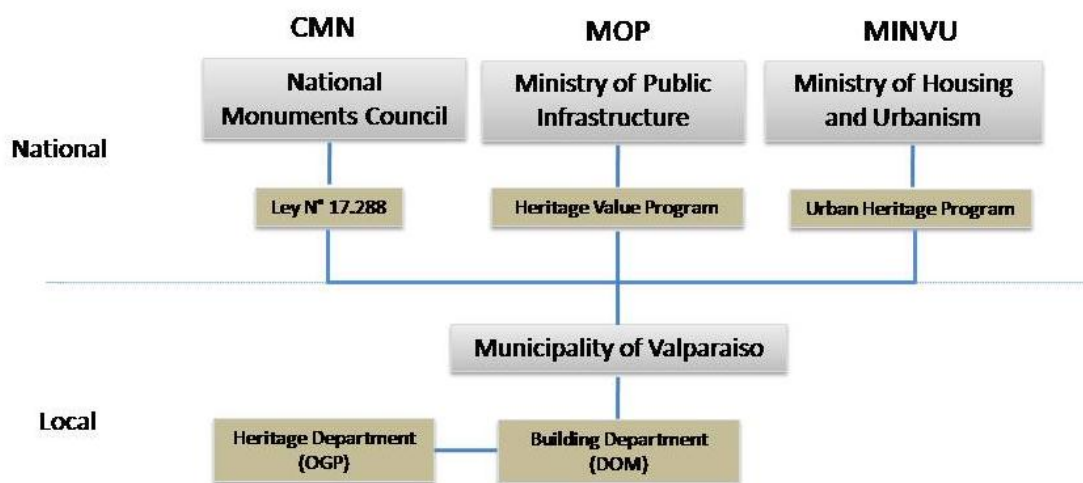 CMN
MOP
MINVU
National
Monuments Council
Ministry of Public
Infrastructure
Ministry of Housing
and Urbanism
National
Ley N° 17.288
Heritage Value Program
Urban Heritage Program
Municipality of Valparaiso
Local
Heritage Department
(OGP)
Building Department
(DOM)